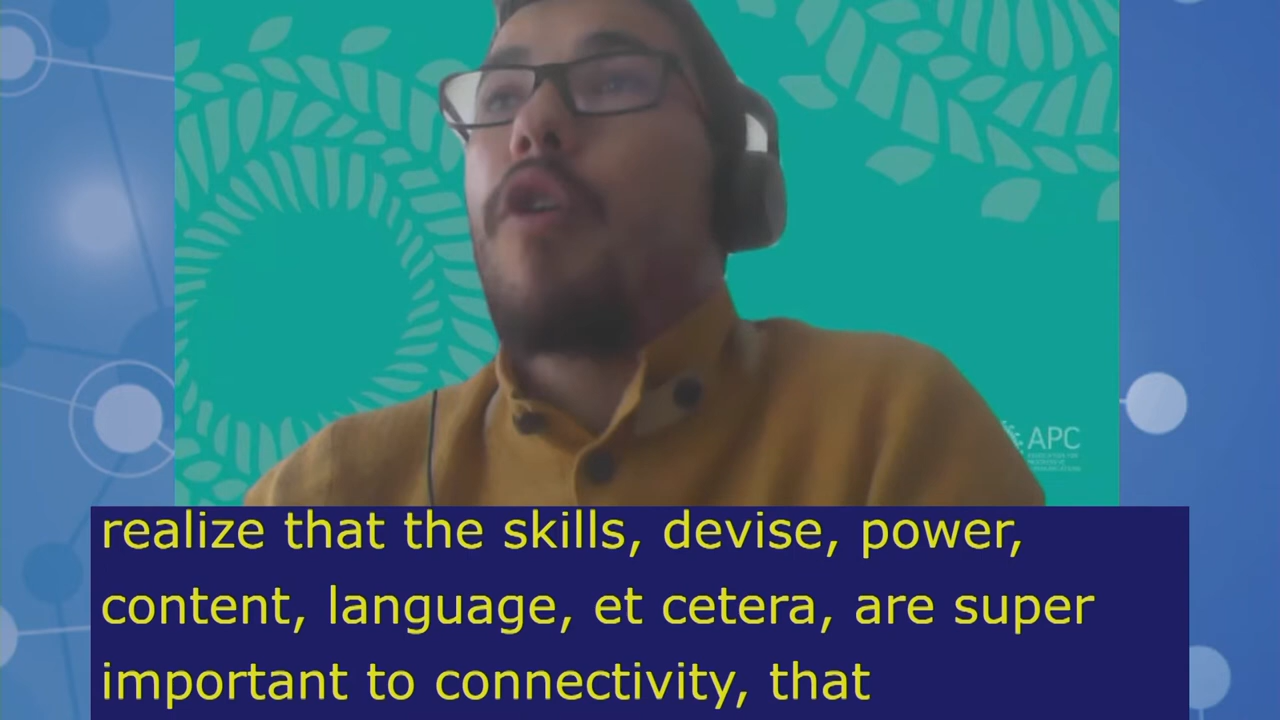 APC
realize that the skills, devise, power,
content, language, et cetera, are super
important to connectivity, that